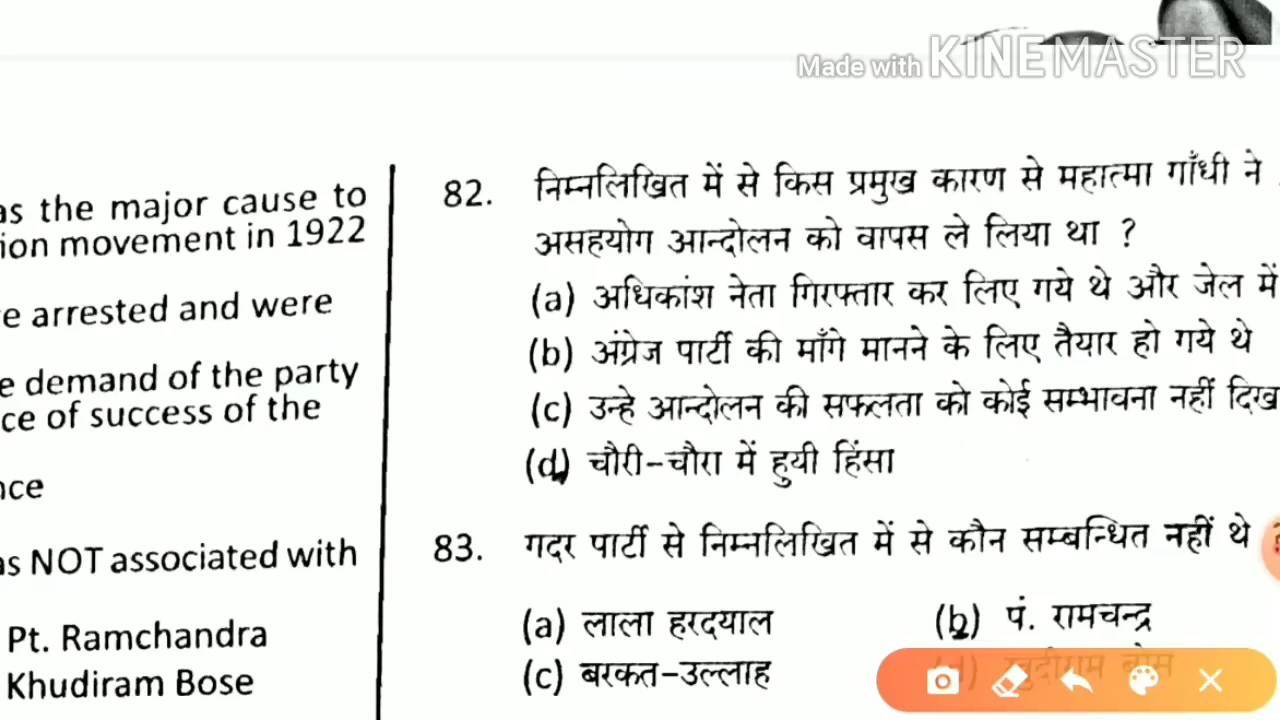 Made with KINEMASTER
as the major cause to
ion movement in 1922
e arrested and were
e demand of the party
ce of success of the
nce
as NOT associated with
Pt. Ramchandra
Khudiram Bose
82. निम्नलिखित में से किस प्रमुख कारण से महात्मा गाँधी ने
असहयोग आन्दोलन को वापस ले लिया था ?
(a) अधिकांश नेता गिरफ्तार कर लिए गये थे और जेल में
(b) अंग्रेज पार्टी की माँगे मानने के लिए तैयार हो गये थे
(c) उन्हे आन्दोलन की सफलता को कोई सम्भावना नहीं दिख
(d) चौरी-चौरा में हुयी हिंसा
83. गदर पार्टी से निम्नलिखित में से कौन सम्बन्धित नहीं थे
(a) लाला हरदयाल (b) पं. रामचन्द्र
(c) बरकत-उल्लाह (d) खुदीराम बोस